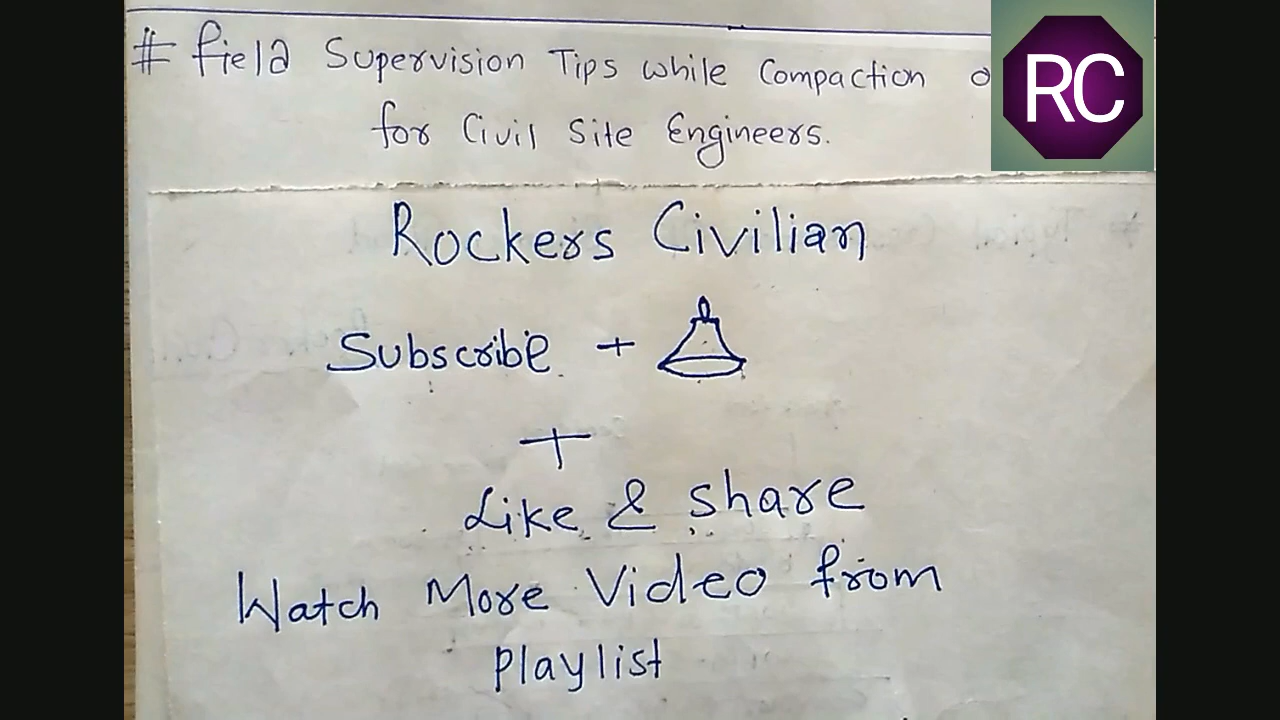 # Field Supervision Tips while Compaction
RC
for Civil Site Engineers.
Rockers Civilian
Subscribe +
+
Like & share
Watch More Video from
playlist